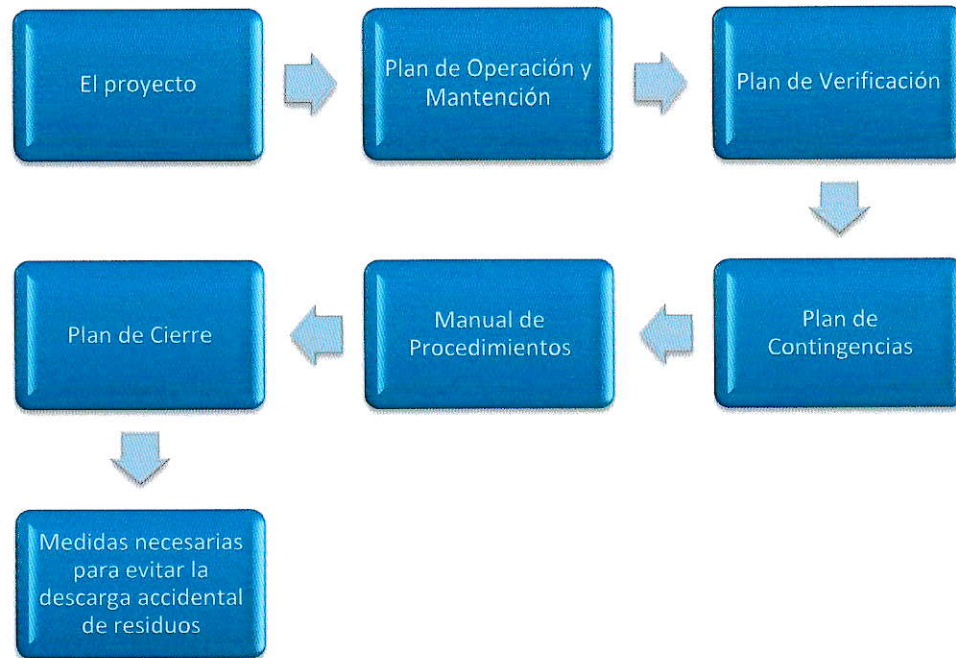 El proyecto
Plan de Operación y
Mantención
Plan de Verificación
Plan de
Contingencias
Manual de
Procedimientos
Plan de Cierre
Medidas necesarias
para evitar la
descarga accidental
de residuos